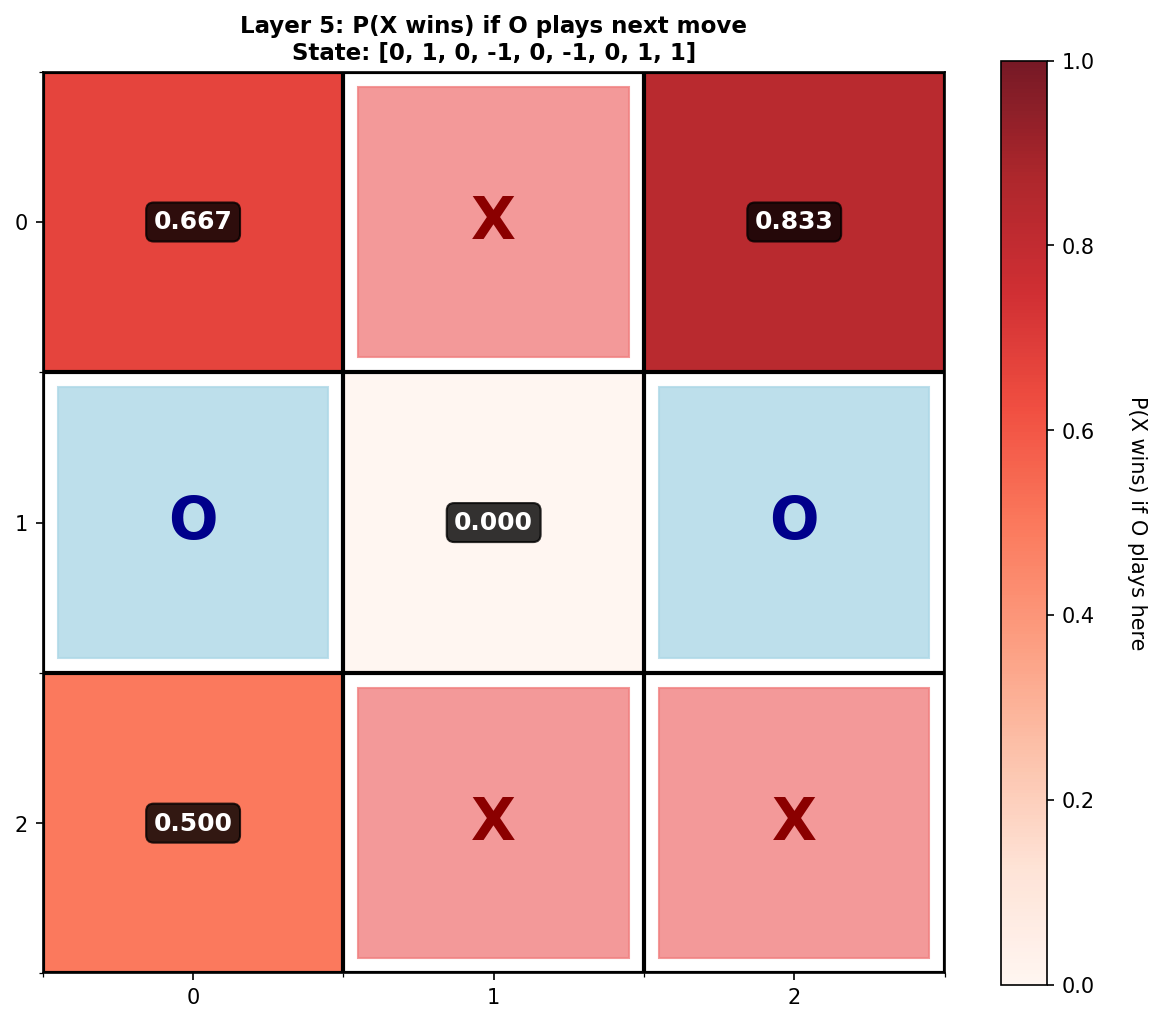 Layer 5: P(X wins) if O plays next move
State: [0, 1, 0, -1, 0, -1, 0, 1, 1]
0.667
X
0.833
O
0.000
O
0.500
X
X
0
1
2
0
1
2
1.0
0.8
0.6
0.4
0.2
0.0
P(X wins) if O plays here